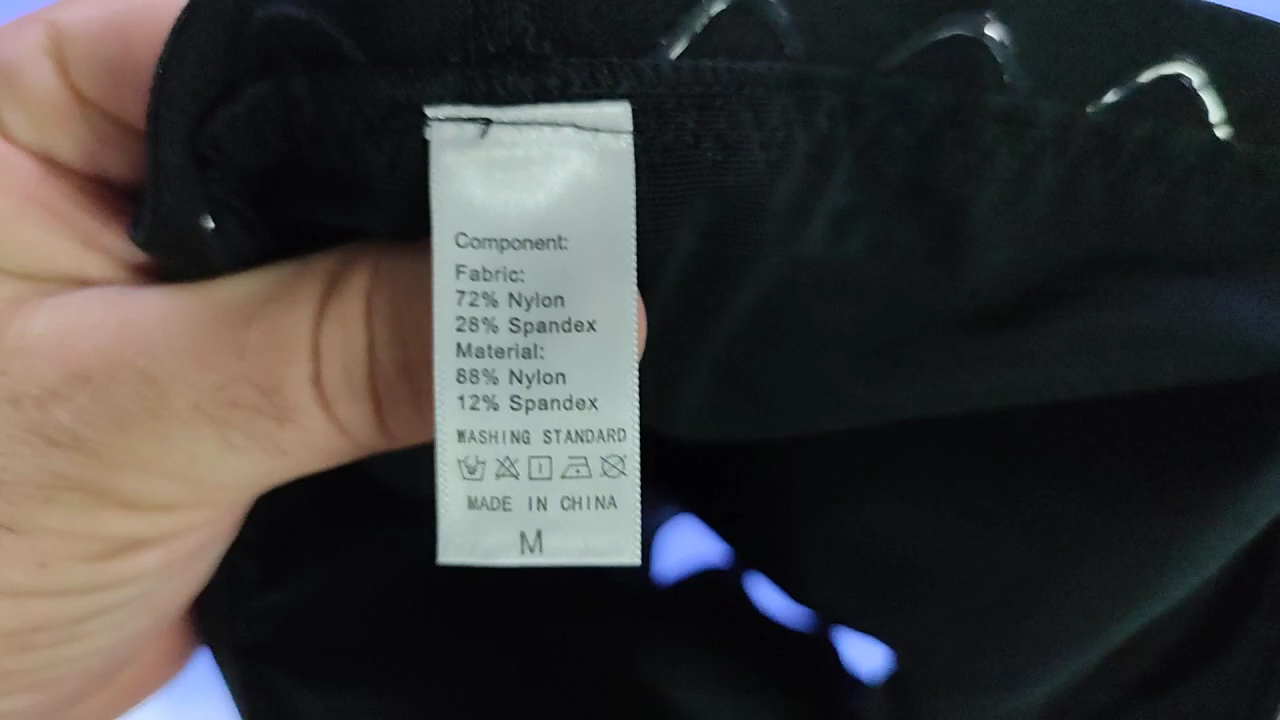 Component:
Fabric:
72% Nylon
28% Spandex
Material:
88% Nylon
12% Spandex
WASHING STANDARD
MADE IN CHINA
M